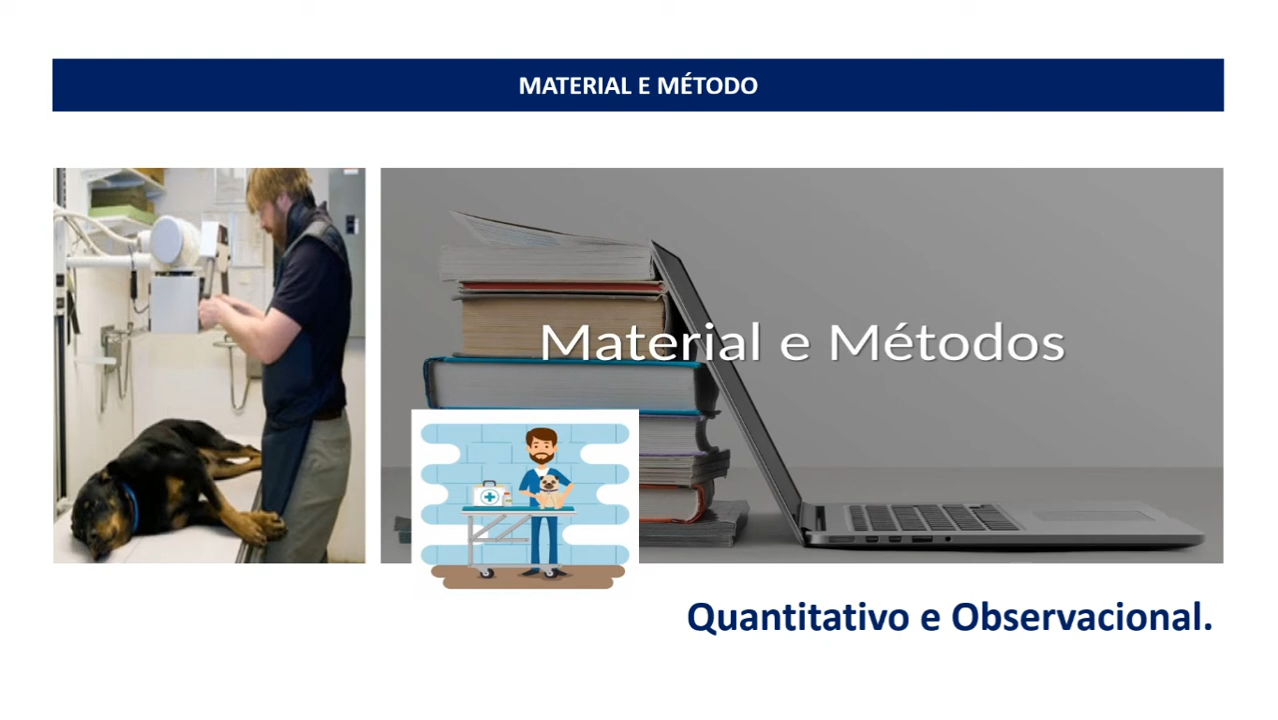 MATERIAL E MÉTODO
Material e Métodos
Quantitativo e Observacional.